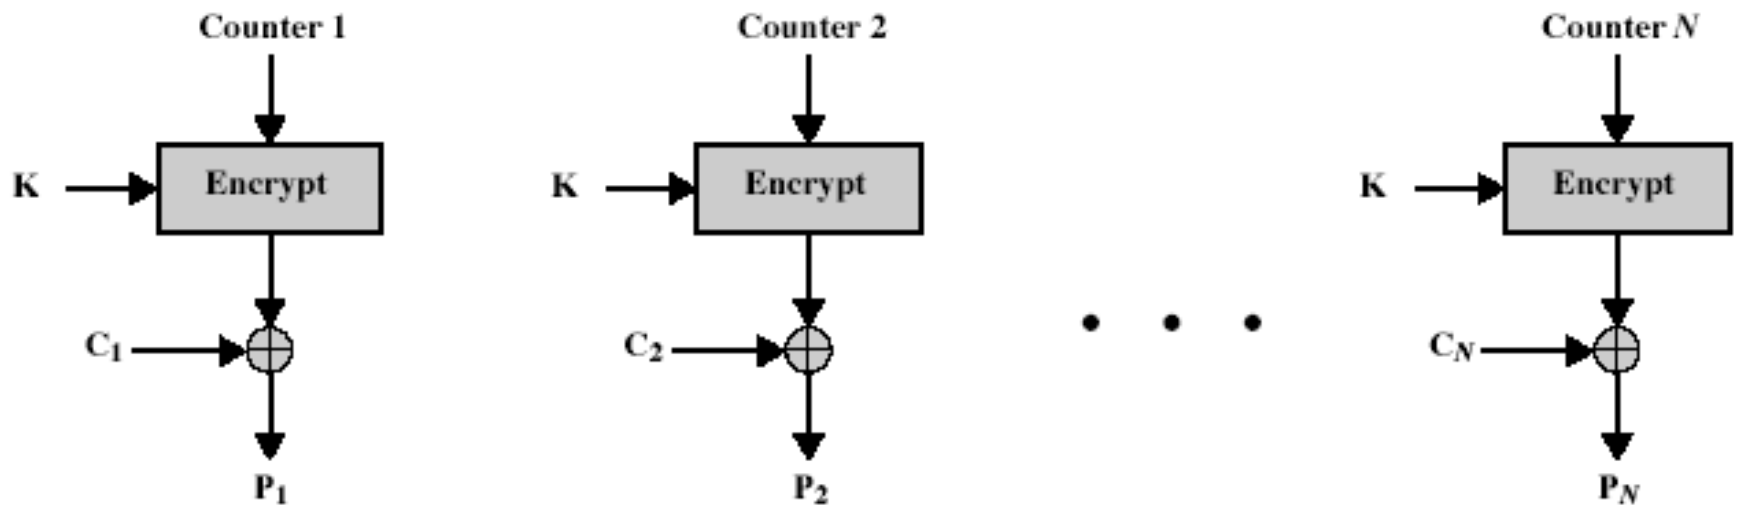 Counter 1
Counter 2
Counter N
K
Encrypt
K
Encrypt
K
Encrypt
C1
C2
CN
P1
P2
PN